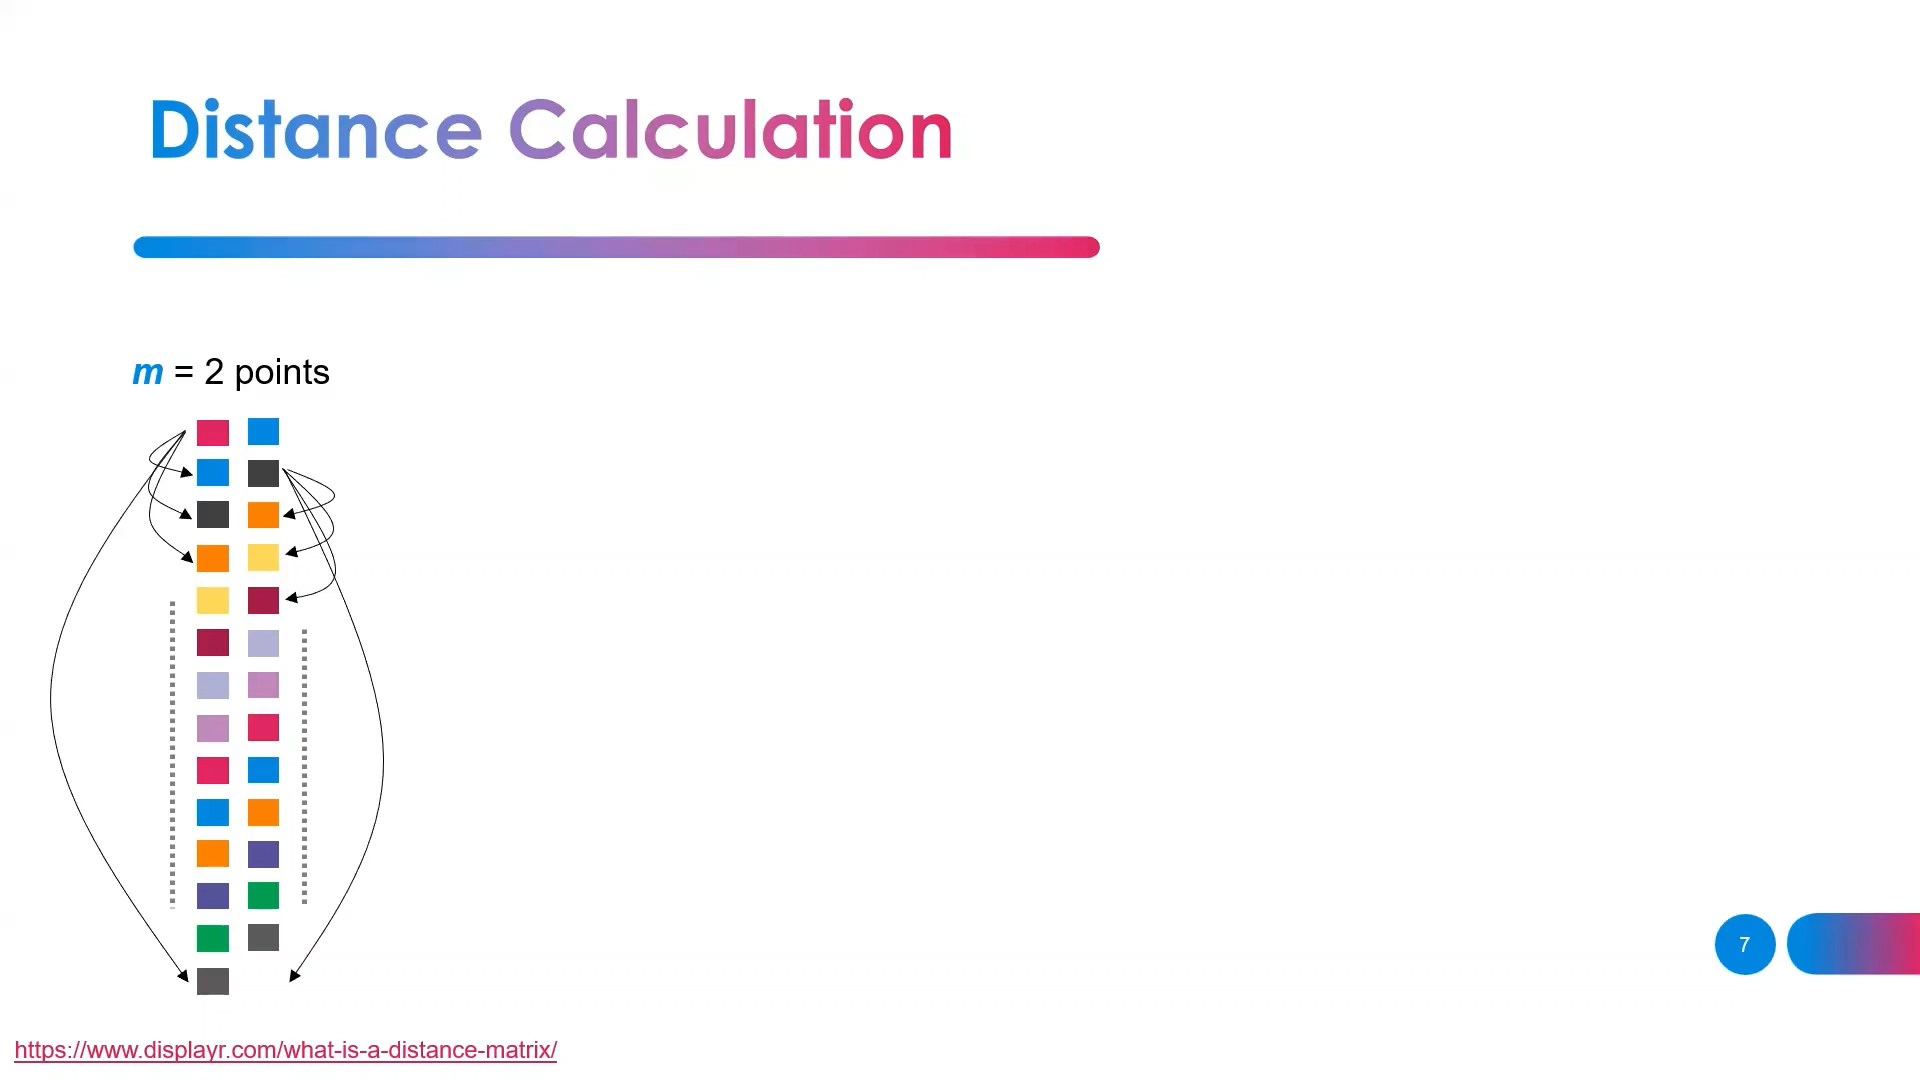 Distance Calculation
m = 2 points
7
https://www.displayr.com/what-is-a-distance-matrix/